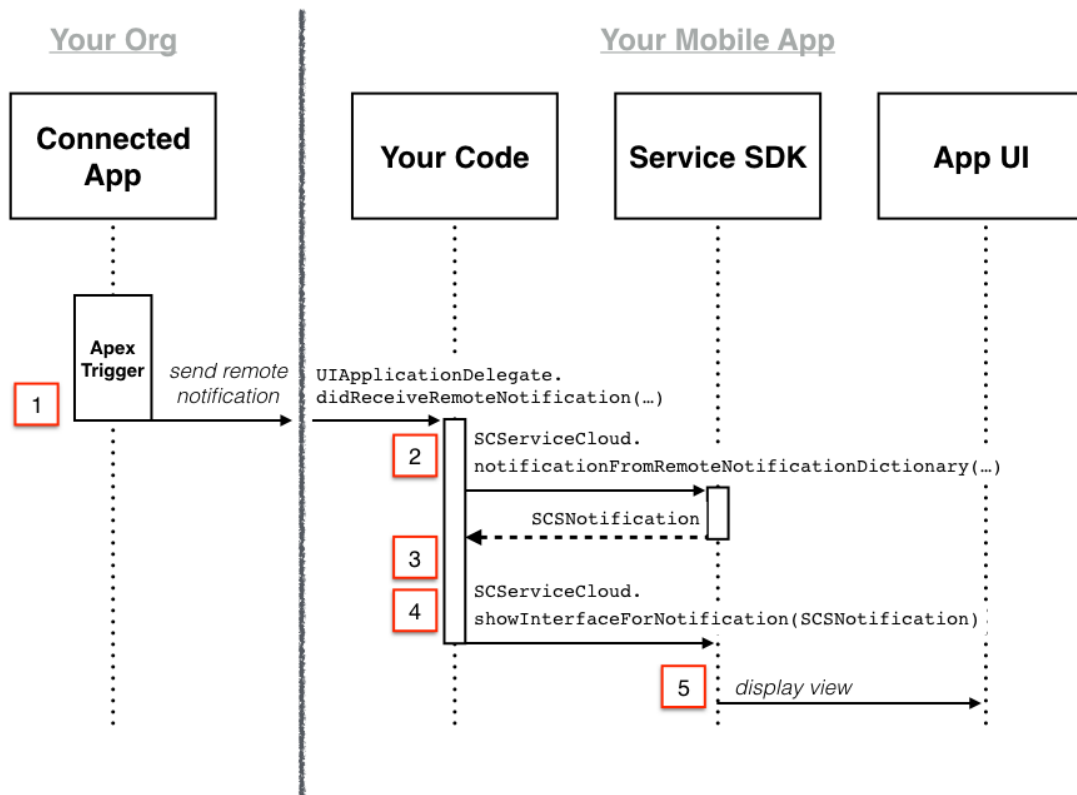 Your Org
Your Mobile App
Connected
App
Your Code
Service SDK
App UI
Apex
Trigger
send remote
notification
1
UIApplicationDelegate.
didReceiveRemoteNotification(…)
2
SCServiceCloud.
notificationFromRemoteNotificationDictionary(…)
SCSNotification
3
SCServiceCloud.
4
showInterfaceForNotification(SCSNotification)
5
display view